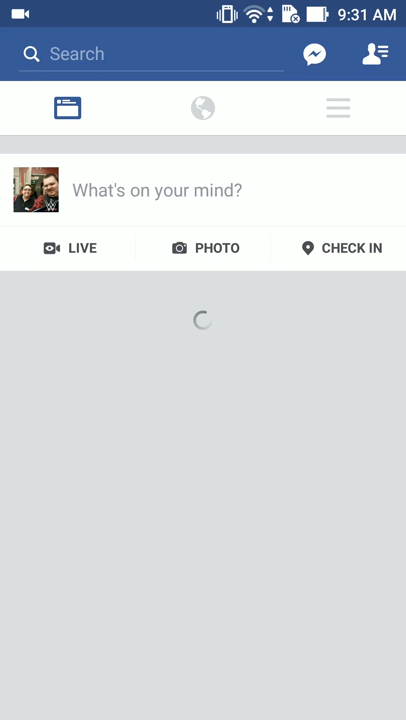 9:31 AM
Search
What's on your mind?
LIVE
PHOTO
CHECK IN